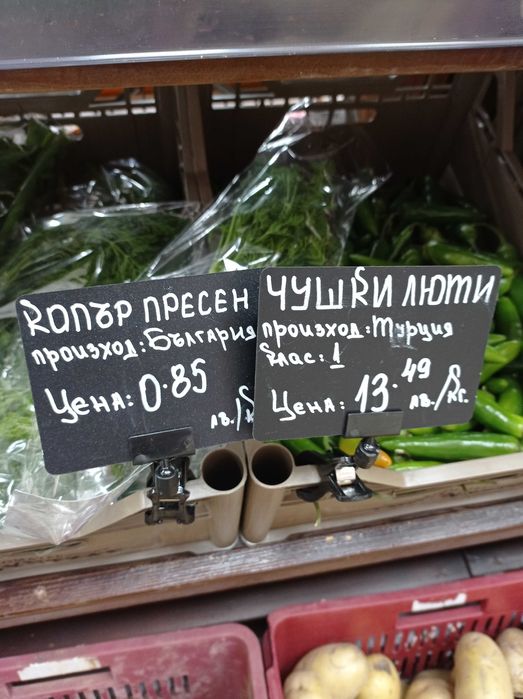 КОПЪР ПРЕСЕН
произход: България
Цена: 0.85
лв./к
ЧУШКИ ЛЮТИ
произход: Турция
клас: 1
Цена: 13.49
лв./кг.